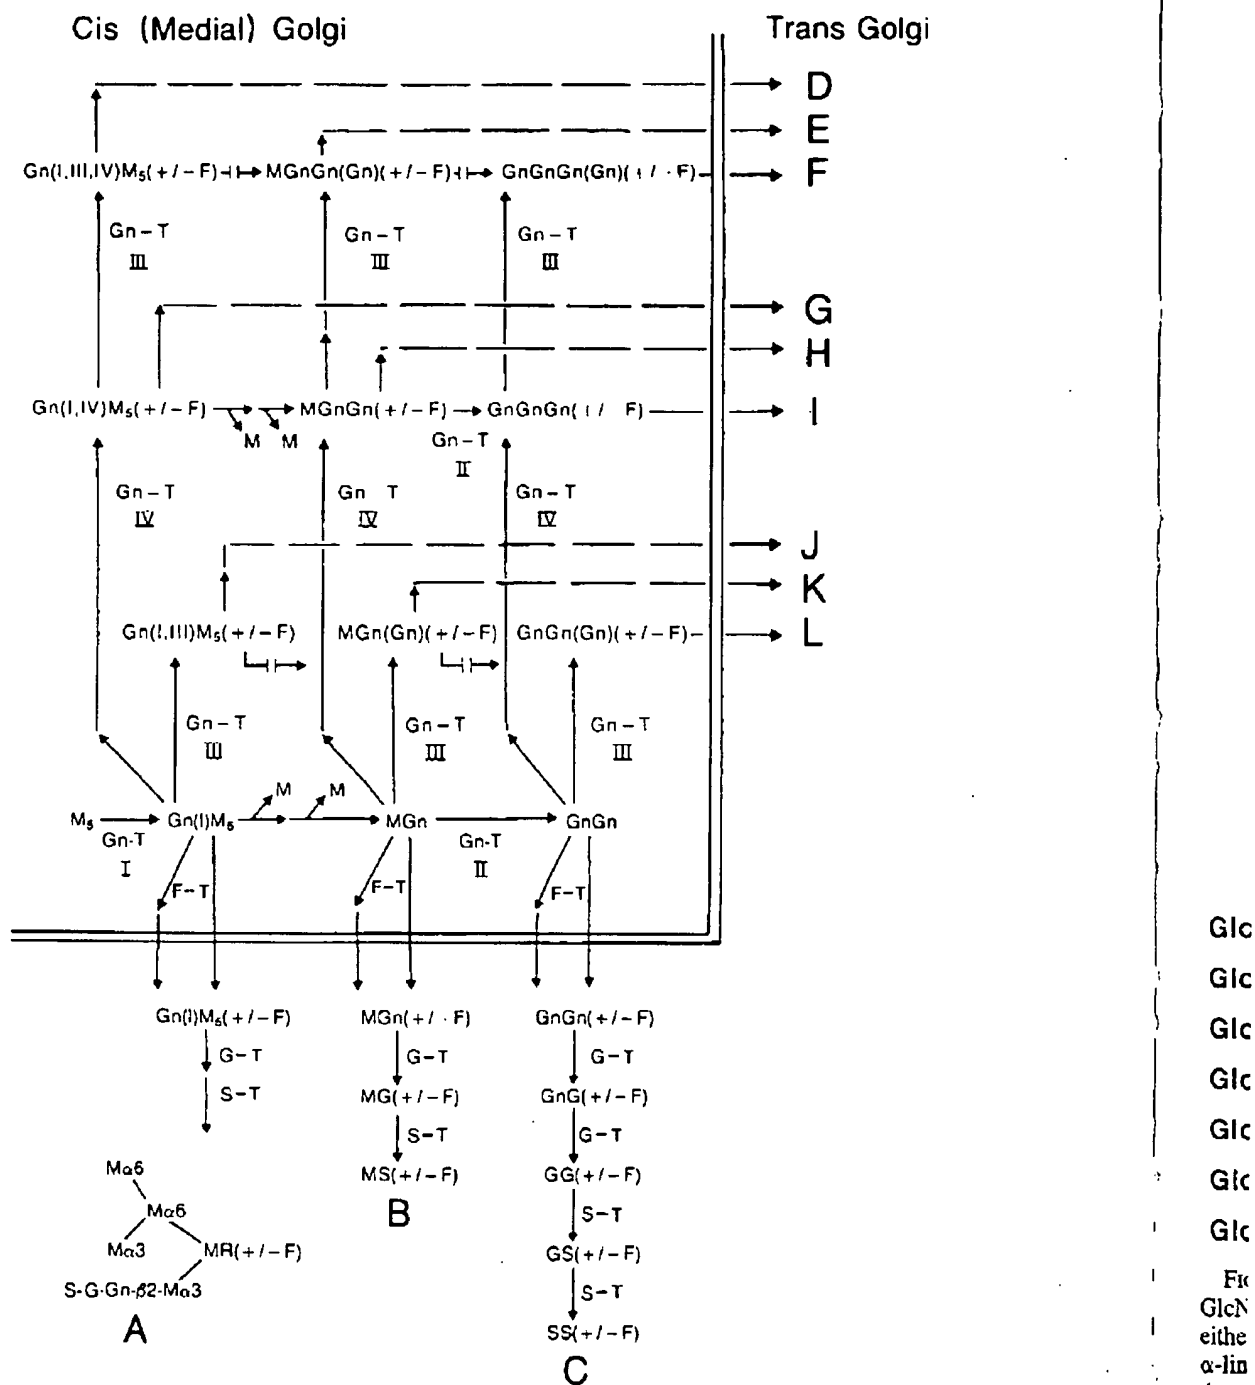 Cis (Medial) Golgi
Trans Golgi
D
E
Gn(I,III,IV)M5(+/−F)
MGnGn(Gn)(+/−F)
GnGnGn(Gn)(+/·F)
F
Gn−T
III
Gn−T
III
Gn−T
III
G
H
Gn(I,IV)M5(+/−F)
M
M
MGnGn(+/−F)
GnGnGn(+/ F)
I
Gn−T
II
Gn−T
IV
Gn T
IV
Gn−T
IV
J
K
Gn(I,III)M5(+/−F)
MGn(Gn)(+/−F)
GnGn(Gn)(+/−F)
L
Gn−T
III
Gn−T
III
Gn−T
III
M
M
M5
Gn(I)M5
MGn
GnGn
Gn-T
I
Gn-T
II
F−T
F−T
F−T
Gn(I)M5(+/−F)
MGn(+/·F)
GnGn(+/−F)
G−T
G−T
G−T
S−T
MG(+/−F)
GnG(+/−F)
S−T
G−T
MS(+/−F)
GG(+/−F)
B
S−T
GS(+/−F)
S−T
SS(+/−F)
C
Mα6
Mα6
Mα3
MR(+/−F)
S-G-Gn-β2-Mα3
A
Glc
Glc
Glc
Glc
Glc
Glc
Glc
FIG
GlcN
eithe
α-lin